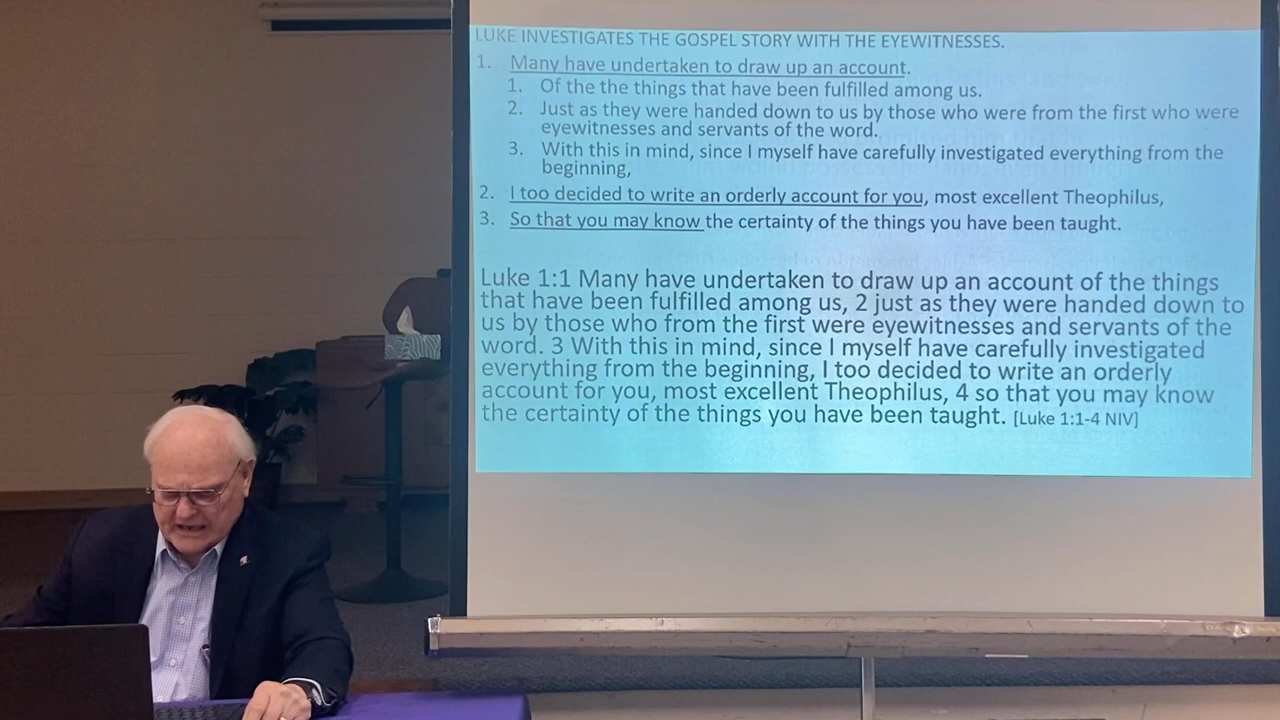 LUKE INVESTIGATES THE GOSPEL STORY WITH THE EYEWITNESSES.
1. Many have undertaken to draw up an account.
1. Of the the things that have been fulfilled among us.
2. Just as they were handed down to us by those who were from the first who were
eyewitnesses and servants of the word.
3. With this in mind, since I myself have carefully investigated everything from the
beginning,
2. I too decided to write an orderly account for you, most excellent Theophilus,
3. So that you may know the certainty of the things you have been taught.
Luke 1:1 Many have undertaken to draw up an account of the things
that have been fulfilled among us, 2 just as they were handed down to
us by those who from the first were eyewitnesses and servants of the
word. 3 With this in mind, since I myself have carefully investigated
everything from the beginning, I too decided to write an orderly
account for you, most excellent Theophilus, 4 so that you may know
the certainty of the things you have been taught. [Luke 1:1-4 NIV]